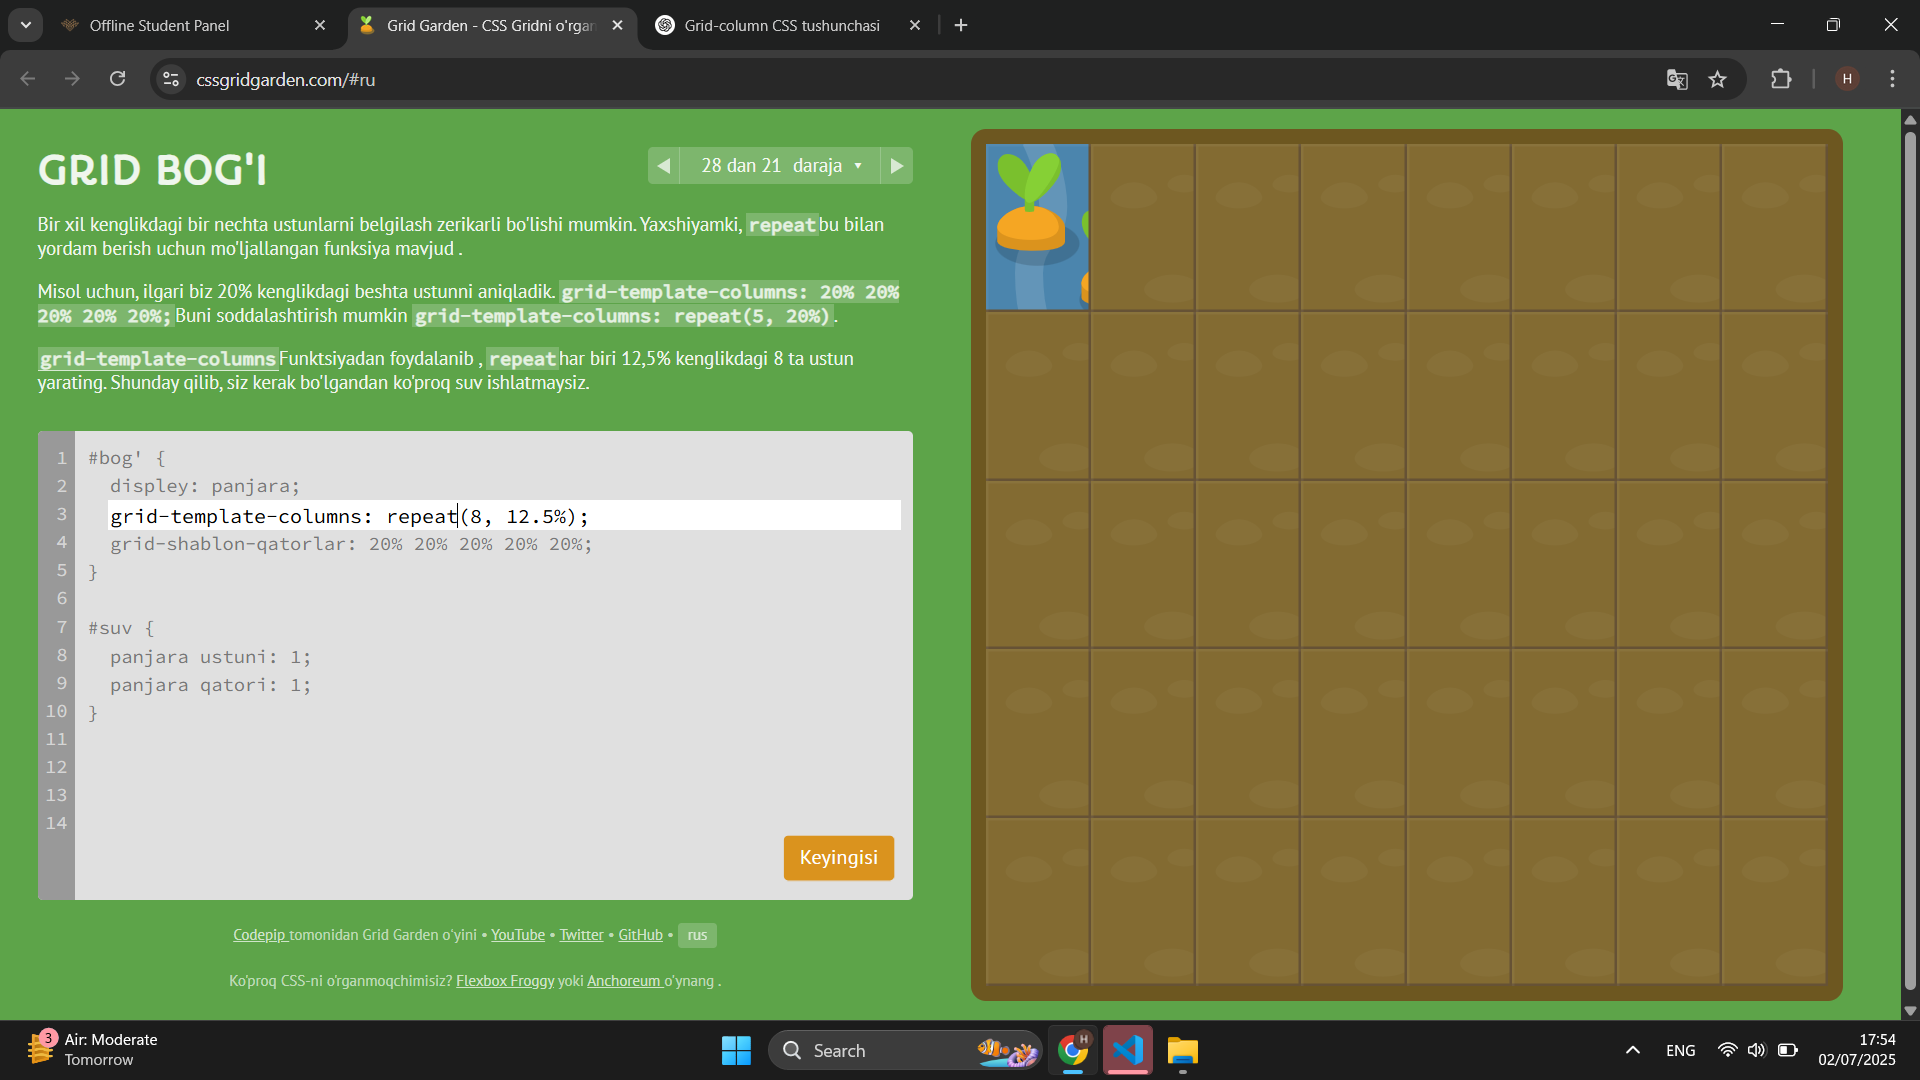 Offline Student Panel
Grid Garden - CSS Gridni o'rgan
Grid-column CSS tushunchasi
cssgridgarden.com/#ru
H
GRID BOG'I
28 dan 21 daraja
Bir xil kenglikdagi bir nechta ustunlarni belgilash zerikarli bo'lishi mumkin. Yaxshiyamki, repeat bu bilan
yordam berish uchun mo'ljallangan funksiya mavjud .
Misol uchun, ilgari biz 20% kenglikdagi beshta ustunni aniqladik. grid-template-columns: 20% 20%
20% 20% 20%; Buni soddalashtirish mumkin grid-template-columns: repeat(5, 20%) .
grid-template-columns Funktsiyadan foydalanib , repeat har biri 12,5% kenglikdagi 8 ta ustun
yarating. Shunday qilib, siz kerak bo'lgandan ko'proq suv ishlatmaysiz.
1 #bog' {
2 displey: panjara;
3 grid-template-columns: repeat(8, 12.5%);
4 grid-shablon-qatorlar: 20% 20% 20% 20% 20%;
5 }
6
7 #suv {
8 panjara ustuni: 1;
9 panjara qatori: 1;
10 }
11
12
13
14
Keyingisi
Codepip tomonidan Grid Garden o'yini • YouTube • Twitter • GitHub • rus
Ko'proq CSS-ni o'rganmoqchimisiz? Flexbox Froggy yoki Anchoreum o'ynang .
3
Air: Moderate
Tomorrow
Search
H
ENG
17:54
02/07/2025